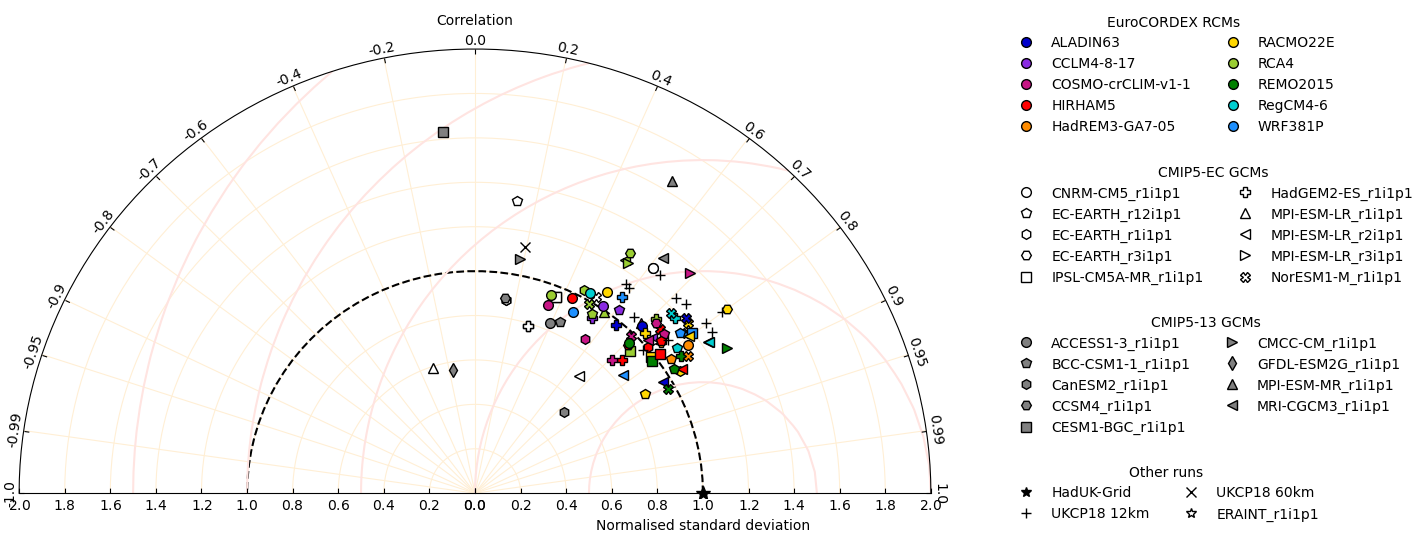 Correlation
-0.2 0.0 0.2
-0.4 0.4
-0.6 0.6
-0.7 0.7
-0.8 0.8
-0.9 0.9
-0.95 0.95
-0.99 0.99
-1.0 1.0
2.0 1.8 1.6 1.4 1.2 1.0 0.8 0.6 0.4 0.2 0.0 0.2 0.4 0.6 0.8 1.0 1.2 1.4 1.6 1.8 2.0
Normalised standard deviation
EuroCORDEX RCMs
ALADIN63 RACMO22E
CCLM4-8-17 RCA4
COSMO-crCLIM-v1-1 REMO2015
HIRHAM5 RegCM4-6
HadREM3-GA7-05 WRF381P
CMIP5-EC GCMs
CNRM-CM5_r1i1p1 HadGEM2-ES_r1i1p1
EC-EARTH_r12i1p1 MPI-ESM-LR_r1i1p1
EC-EARTH_r1i1p1 MPI-ESM-LR_r2i1p1
EC-EARTH_r3i1p1 MPI-ESM-LR_r3i1p1
IPSL-CM5A-MR_r1i1p1 NorESM1-M_r1i1p1
CMIP5-13 GCMs
ACCESS1-3_r1i1p1 CMCC-CM_r1i1p1
BCC-CSM1-1_r1i1p1 GFDL-ESM2G_r1i1p1
CanESM2_r1i1p1 MPI-ESM-MR_r1i1p1
CCSM4_r1i1p1 MRI-CGCM3_r1i1p1
CESM1-BGC_r1i1p1
Other runs
HadUK-Grid UKCP18 60km
UKCP18 12km ERAINT_r1i1p1